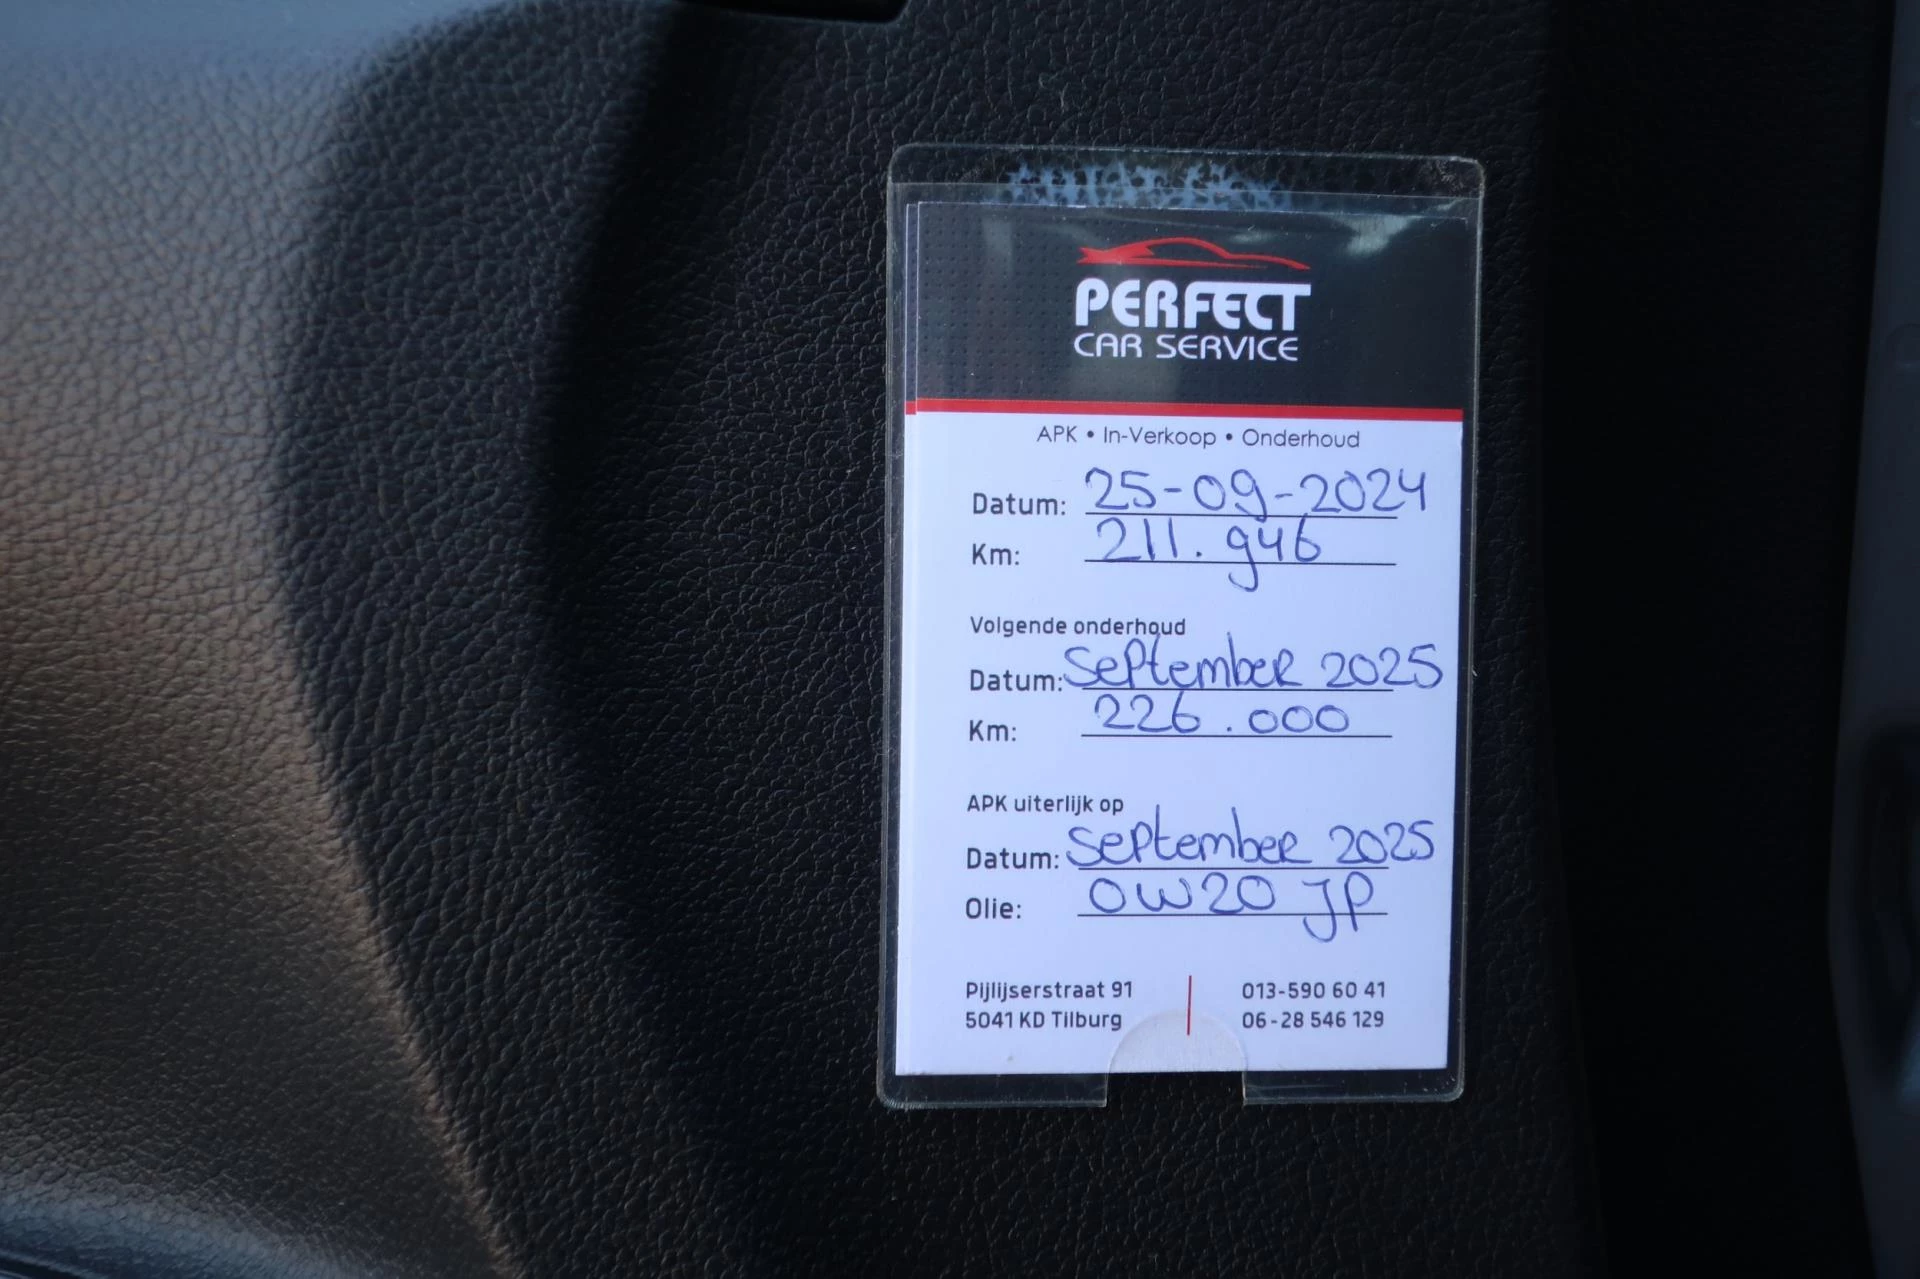 PERFECT
CAR SERVICE
APK • In-Verkoop • Onderhoud
Datum: 25-09-2024
Km: 211.946
Volgende onderhoud
Datum: September 2025
Km: 226.000
APK uiterlijk op
Datum: September 2025
Olie: 0W20 JP
Pijlijserstraat 91
5041 KD Tilburg
013-590 60 41
06-28 546 129